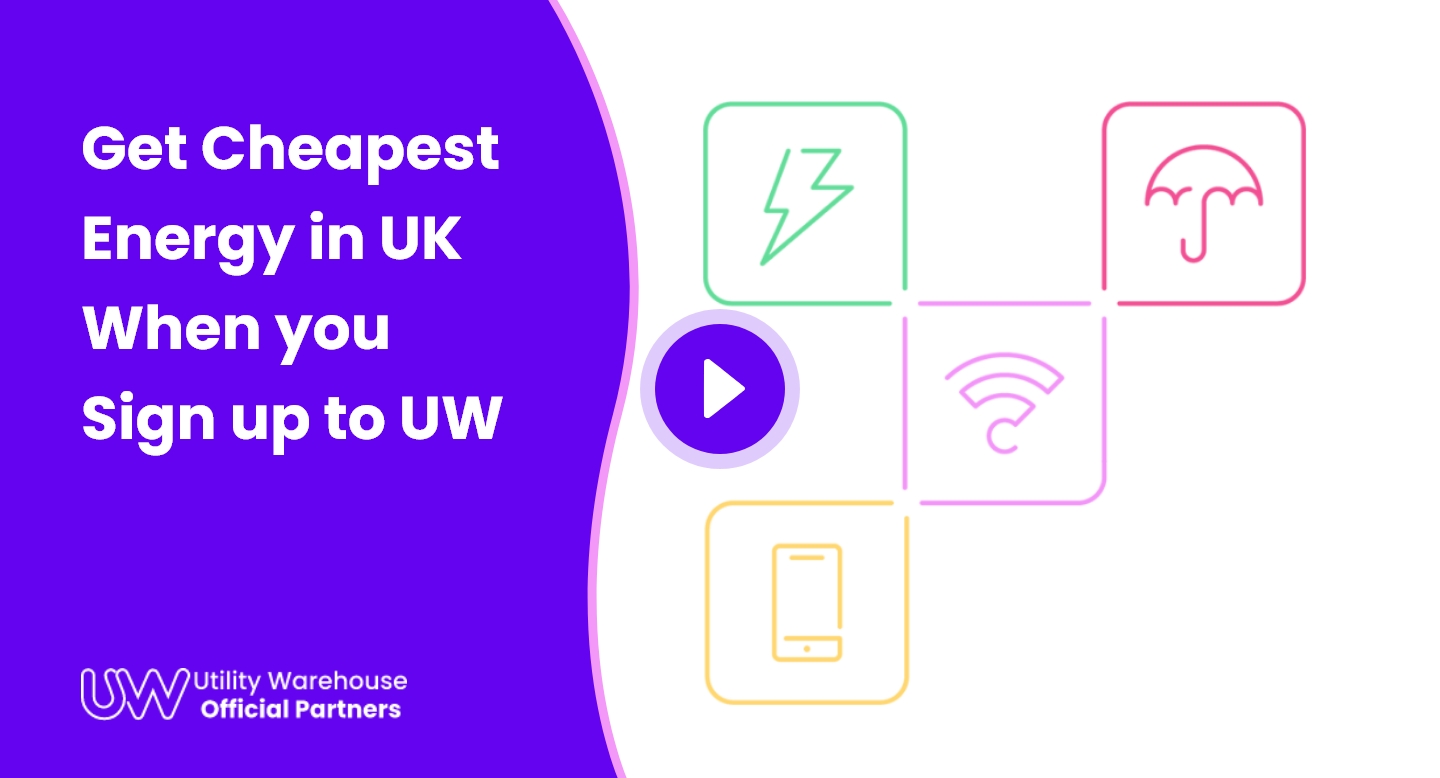 Get Cheapest
Energy in UK
When you
Sign up to UW
UW Utility Warehouse
Official Partners